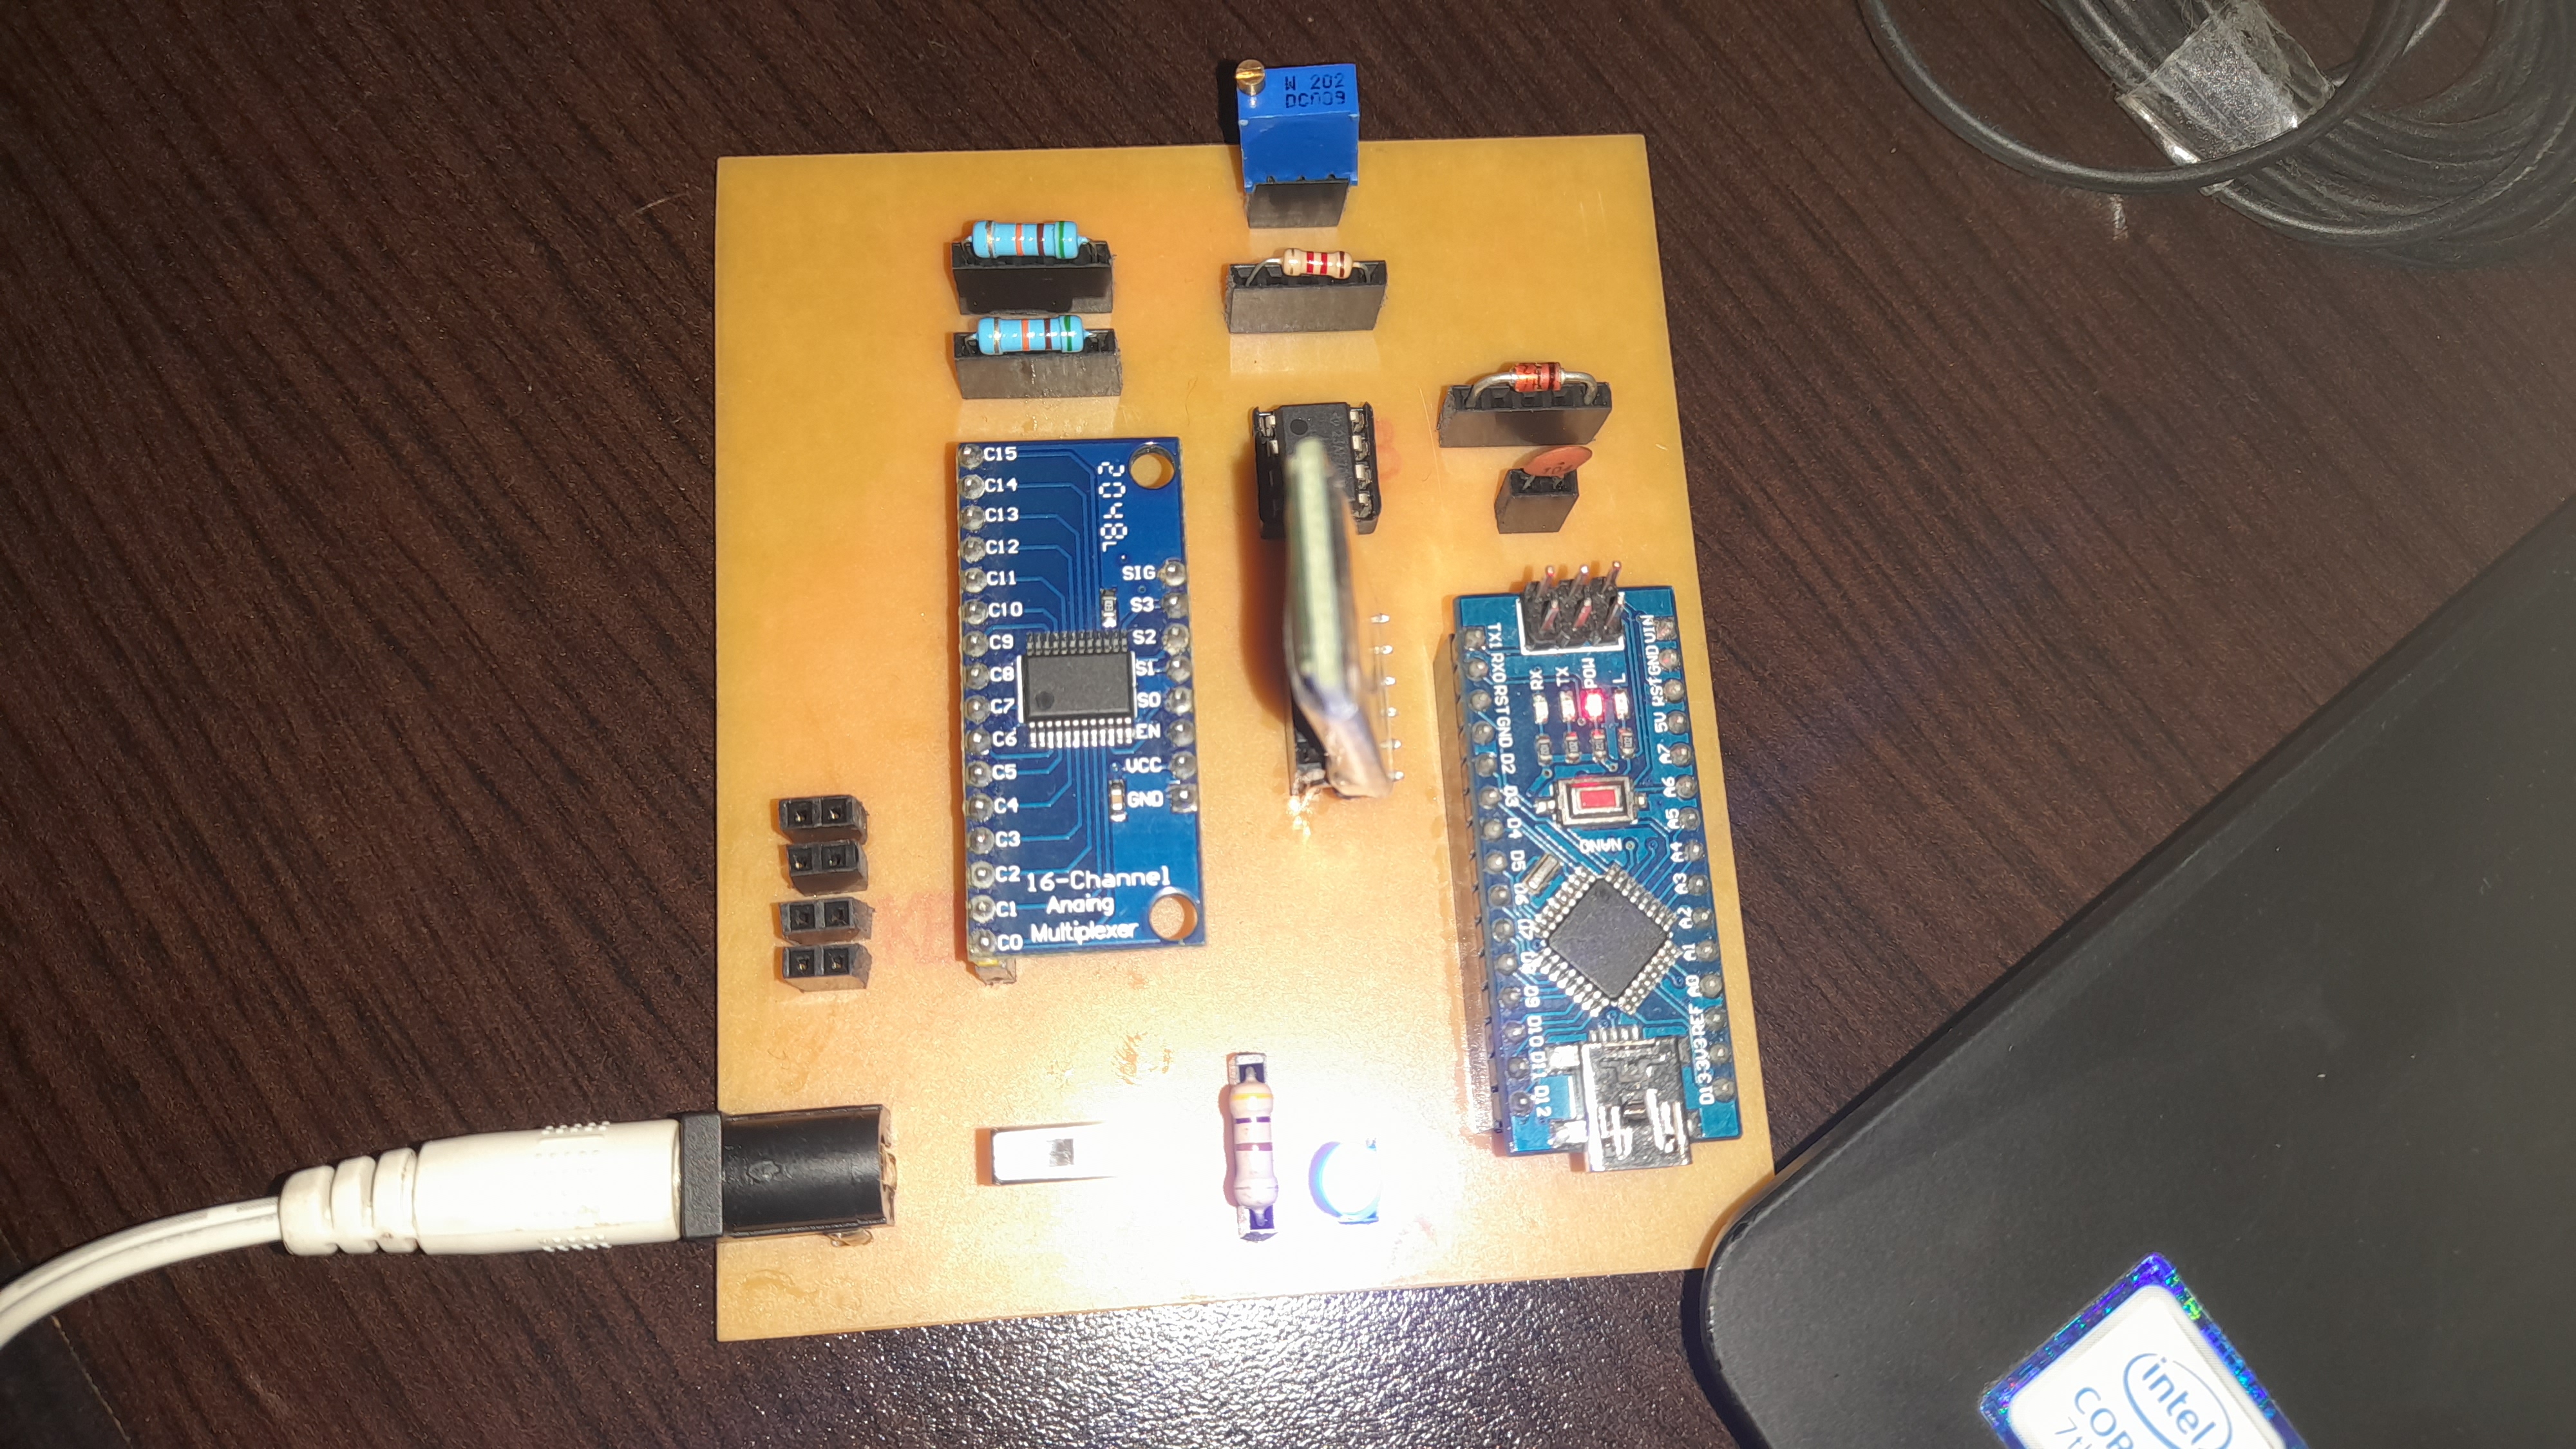 C0 C1 C2 C3 C4 C5 C6 C7 C8 C9 C10 C11 C12 C13 C14 C15
16-Channel
Analog
Multiplexer
2048L
GND VCC EN S0 S1 S2 S3 SIG
W 202
D12 D11 D10 D9 D8 D7 D6 D5 D4 D3 D2 GND RST RX0 TX1
RX
TX
POW
L
D13 3V3 REF A0 A1 A2 A3 A4 A5 A6 A7 5V RST GND VIN
intel